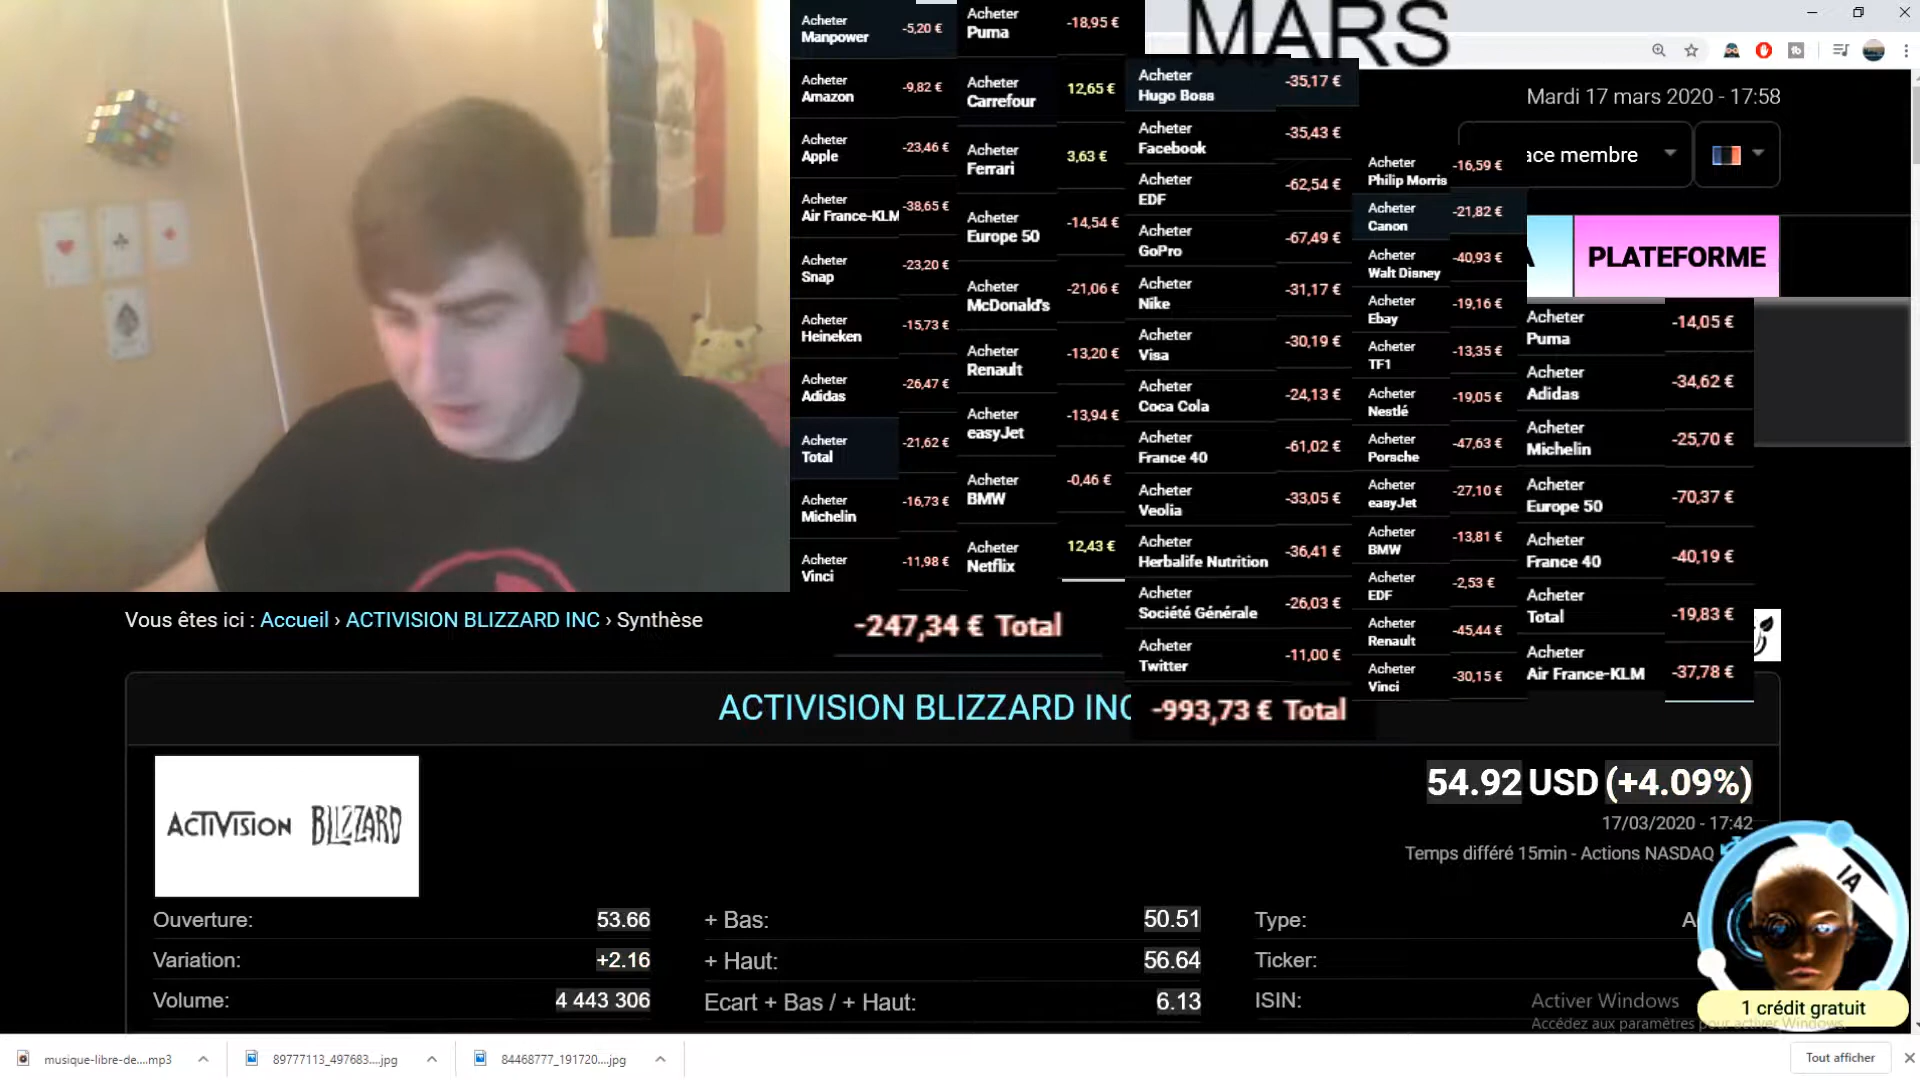 MARS
Acheter
Manpower
-5,20 €
Acheter
Amazon
-9,82 €
Acheter
Apple
-23,46 €
Acheter
Air France-KLM
-38,65 €
Acheter
Snap
-23,20 €
Acheter
Heineken
-15,73 €
Acheter
Adidas
-26,47 €
Acheter
Total
-21,62 €
Acheter
Michelin
-16,73 €
Acheter
Vinci
-11,98 €
Acheter
Puma
-18,95 €
Acheter
Carrefour
12,65 €
Acheter
Ferrari
3,63 €
Acheter
Europe 50
-14,54 €
Acheter
McDonald's
-21,06 €
Acheter
Renault
-13,20 €
Acheter
easyJet
-13,94 €
Acheter
BMW
-0,46 €
Acheter
Netflix
12,43 €
-247,34 € Total
Acheter
Hugo Boss
-35,17 €
Acheter
Facebook
-35,43 €
Acheter
EDF
-62,54 €
Acheter
GoPro
-67,49 €
Acheter
Nike
-31,17 €
Acheter
Visa
-30,19 €
Acheter
Coca Cola
-24,13 €
Acheter
France 40
-61,02 €
Acheter
Veolia
-33,05 €
Acheter
Herbalife Nutrition
-36,41 €
Acheter
Société Générale
-26,03 €
Acheter
Twitter
-11,00 €
-993,73 € Total
Acheter
Philip Morris
-16,59 €
Acheter
Canon
-21,82 €
Acheter
Walt Disney
-40,93 €
Acheter
Ebay
-19,16 €
Acheter
TF1
-13,35 €
Acheter
Nestlé
-19,05 €
Acheter
Porsche
-47,63 €
Acheter
easyJet
-27,10 €
Acheter
BMW
-13,81 €
Acheter
EDF
-2,53 €
Acheter
Renault
-45,44 €
Acheter
Vinci
-30,15 €
Acheter
Puma
-14,05 €
Acheter
Adidas
-34,62 €
Acheter
Michelin
-25,70 €
Acheter
Europe 50
-70,37 €
Acheter
France 40
-40,19 €
Acheter
Total
-19,83 €
Acheter
Air France-KLM
-37,78 €
Mardi 17 mars 2020 - 17:58
ace membre
A
PLATEFORME
Vous êtes ici : Accueil › ACTIVISION BLIZZARD INC › Synthèse
ACTIVISION BLIZZARD INC
ACTIVISION BLIZZARD
54.92 USD (+4.09%)
17/03/2020 - 17:42
Temps différé 15min - Actions NASDAQ
Ouverture: 53.66
+ Bas: 50.51
Type: A
Variation: +2.16
+ Haut: 56.64
Ticker:
Volume: 4 443 306
Ecart + Bas / + Haut: 6.13
ISIN:
IA
1 crédit gratuit
Activer Windows
Accédez aux paramètres pour activer Windows.
musique-libre-de....mp3
89777113_497683....jpg
84468777_191720....jpg
Tout afficher